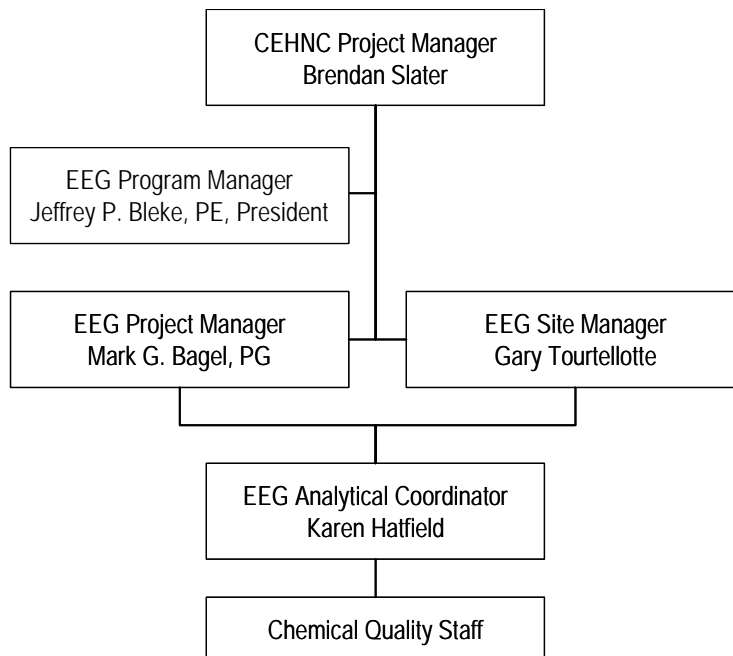 CEHNC Project Manager
Brendan Slater
EEG Program Manager
Jeffrey P. Bleke, PE, President
EEG Project Manager
Mark G. Bagel, PG
EEG Site Manager
Gary Tourtellotte
EEG Analytical Coordinator
Karen Hatfield
Chemical Quality Staff